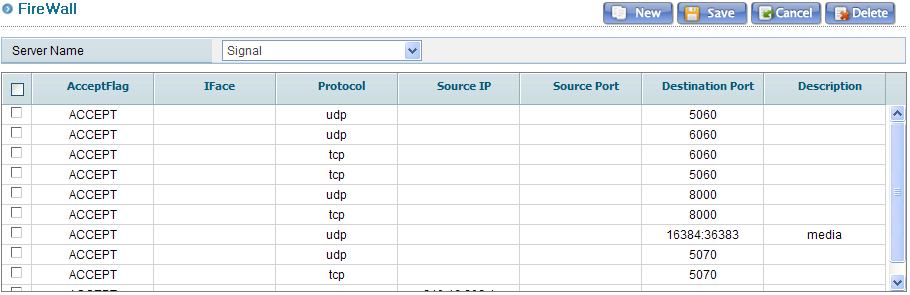 FireWall
New Save Cancel Delete
Server Name Signal
AcceptFlag IFace Protocol Source IP Source Port Destination Port Description
ACCEPT udp 5060
ACCEPT udp 6060
ACCEPT tcp 6060
ACCEPT tcp 5060
ACCEPT udp 8000
ACCEPT tcp 8000
ACCEPT udp 16384:36383 media
ACCEPT udp 5070
ACCEPT tcp 5070
ACCEPT